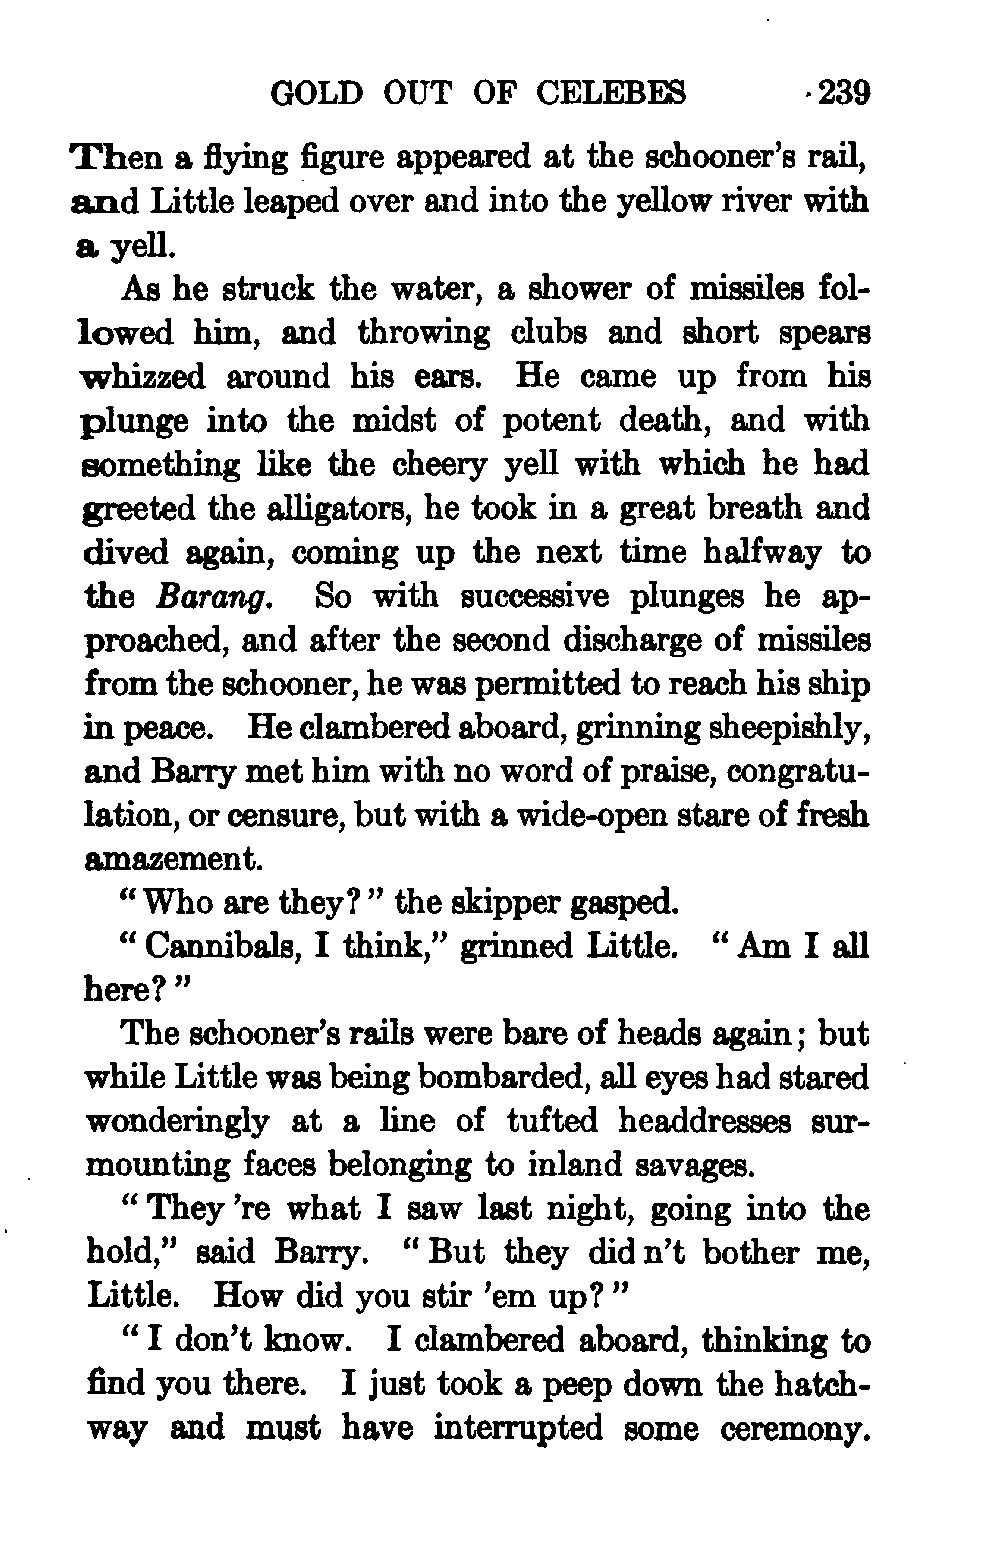 GOLD OUT OF CELEBES 239
Then a flying figure appeared at the schooner's rail,
and Little leaped over and into the yellow river with
a yell.
As he struck the water, a shower of missiles fol-
lowed him, and throwing clubs and short spears
whizzed around his ears. He came up from his
plunge into the midst of potent death, and with
something like the cheery yell with which he had
greeted the alligators, he took in a great breath and
dived again, coming up the next time halfway to
the Barang. So with successive plunges he ap-
proached, and after the second discharge of missiles
from the schooner, he was permitted to reach his ship
in peace. He clambered aboard, grinning sheepishly,
and Barry met him with no word of praise, congratu-
lation, or censure, but with a wide-open stare of fresh
amazement.
"Who are they?" the skipper gasped.
"Cannibals, I think," grinned Little. "Am I all
here?"
The schooner's rails were bare of heads again; but
while Little was being bombarded, all eyes had stared
wonderingly at a line of tufted headdresses sur-
mounting faces belonging to inland savages.
"They 're what I saw last night, going into the
hold," said Barry. "But they did n't bother me,
Little. How did you stir 'em up?"
"I don't know. I clambered aboard, thinking to
find you there. I just took a peep down the hatch-
way and must have interrupted some ceremony.